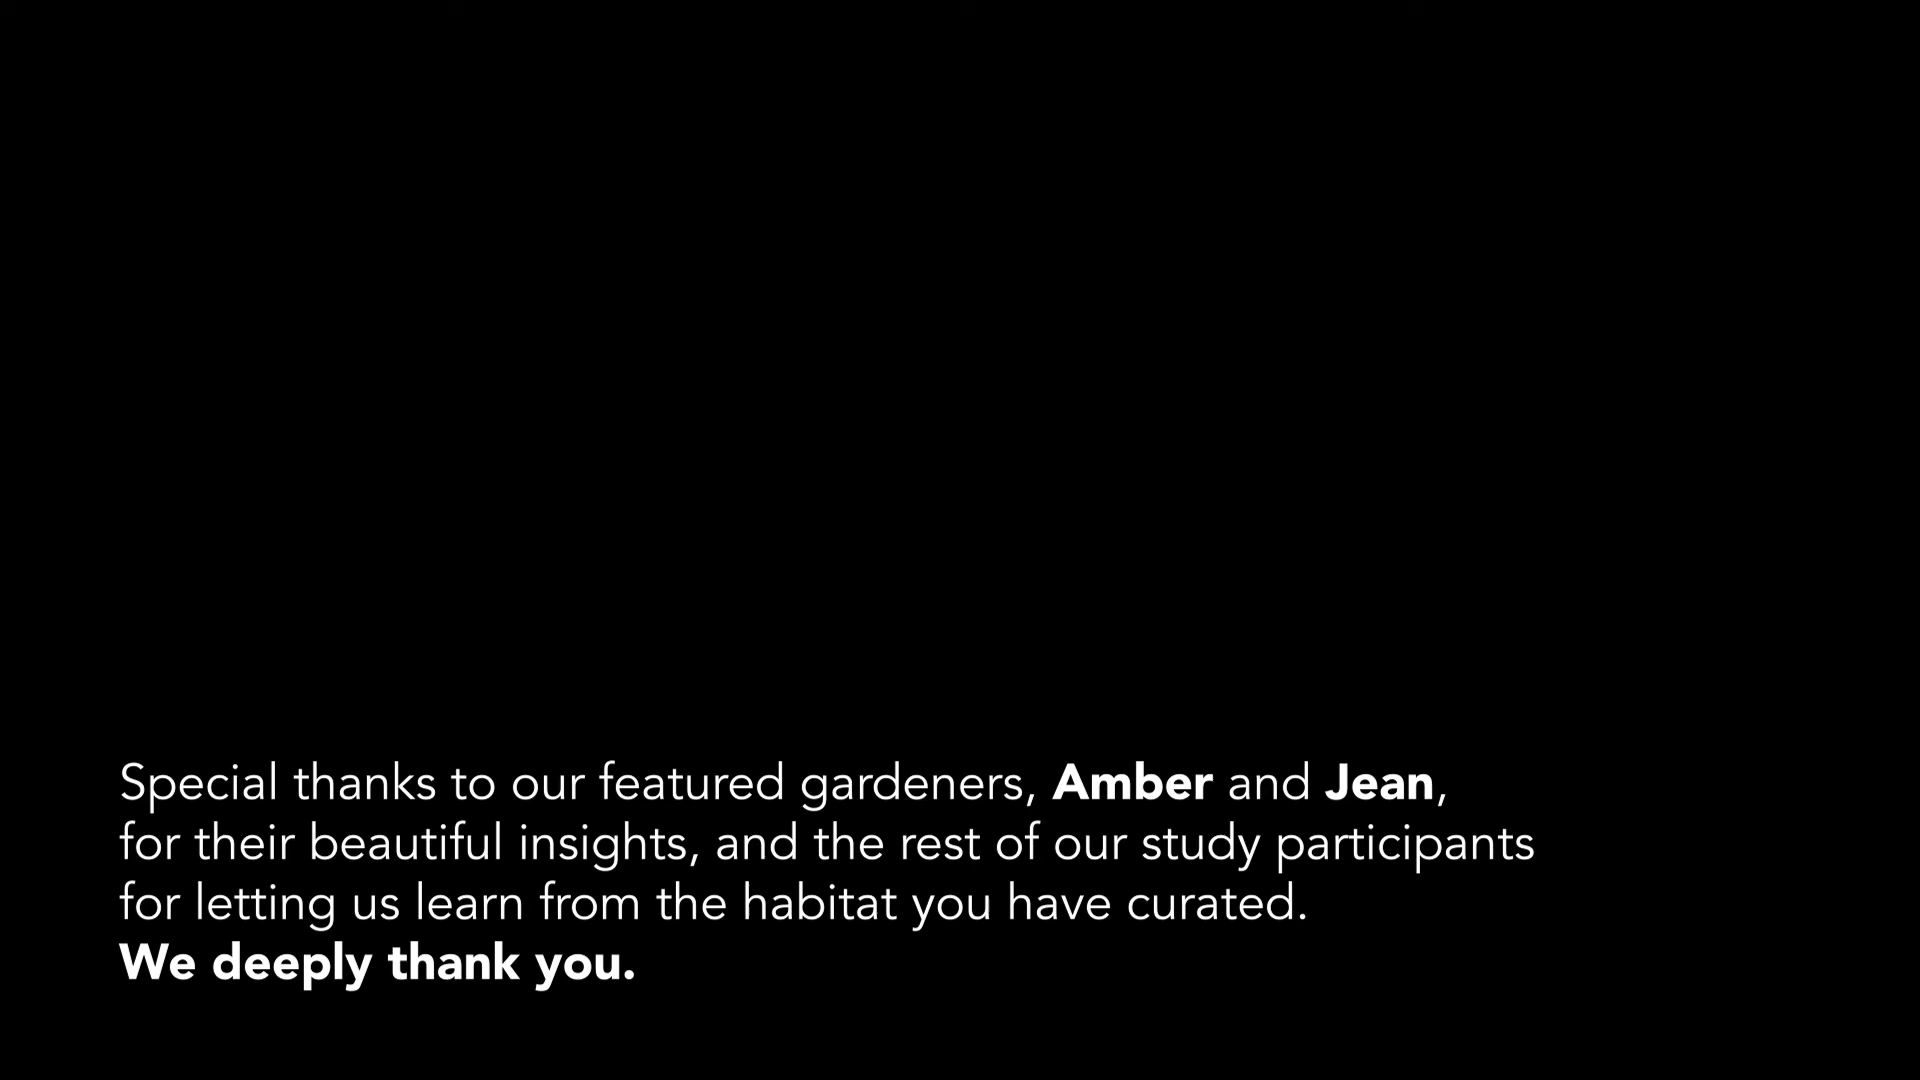 Special thanks to our featured gardeners, Amber and Jean,
for their beautiful insights, and the rest of our study participants
for letting us learn from the habitat you have curated.
We deeply thank you.